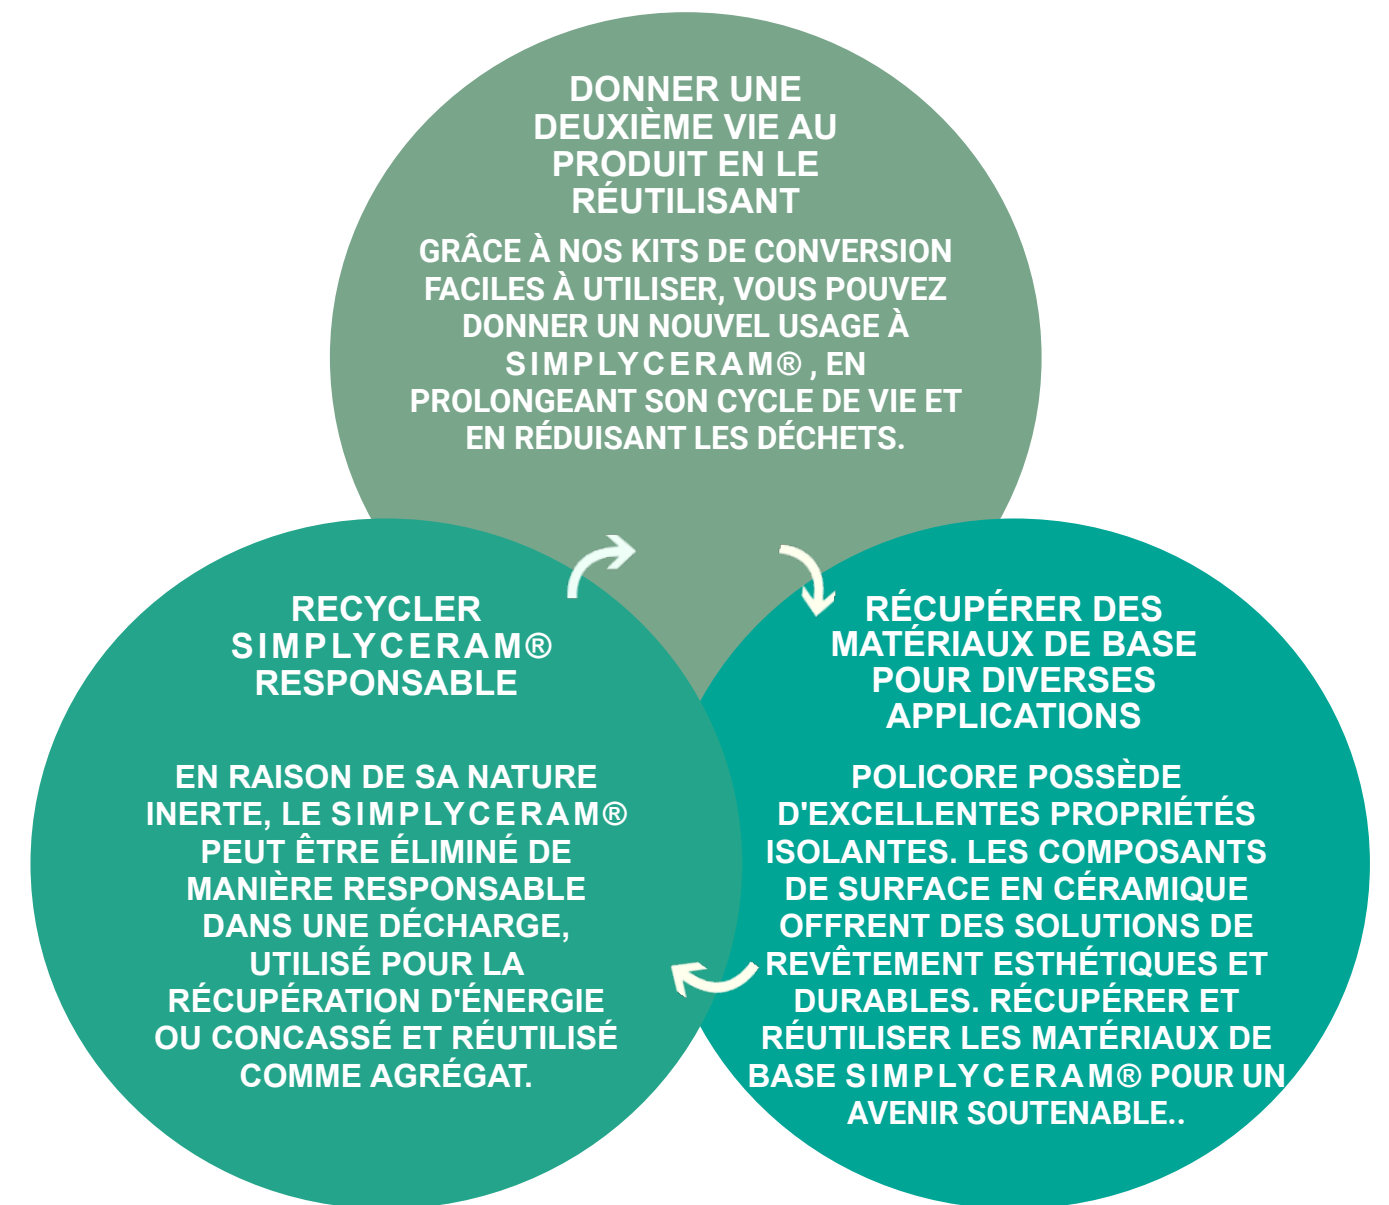 DONNER UNE
DEUXIÈME VIE AU
PRODUIT EN LE
RÉUTILISANT
GRÂCE À NOS KITS DE CONVERSION
FACILES À UTILISER, VOUS POUVEZ
DONNER UN NOUVEL USAGE À
SIMPLYCERAM® , EN
PROLONGEANT SON CYCLE DE VIE ET
EN RÉDUISANT LES DÉCHETS.
RECYCLER
SIMPLYCERAM®
RESPONSABLE
EN RAISON DE SA NATURE
INERTE, LE SIMPLYCERAM®
PEUT ÊTRE ÉLIMINÉ DE
MANIÈRE RESPONSABLE
DANS UNE DÉCHARGE,
UTILISÉ POUR LA
RÉCUPÉRATION D'ÉNERGIE
OU CONCASSÉ ET RÉUTILISÉ
COMME AGRÉGAT.
RÉCUPÉRER DES
MATÉRIAUX DE BASE
POUR DIVERSES
APPLICATIONS
POLICORE POSSÈDE
D'EXCELLENTES PROPRIÉTÉS
ISOLANTES. LES COMPOSANTS
DE SURFACE EN CÉRAMIQUE
OFFRENT DES SOLUTIONS DE
REVÊTEMENT ESTHÉTIQUES ET
DURABLES. RÉCUPÉRER ET
RÉUTILISER LES MATÉRIAUX DE
BASE SIMPLYCERAM® POUR UN
AVENIR SOUTENABLE..